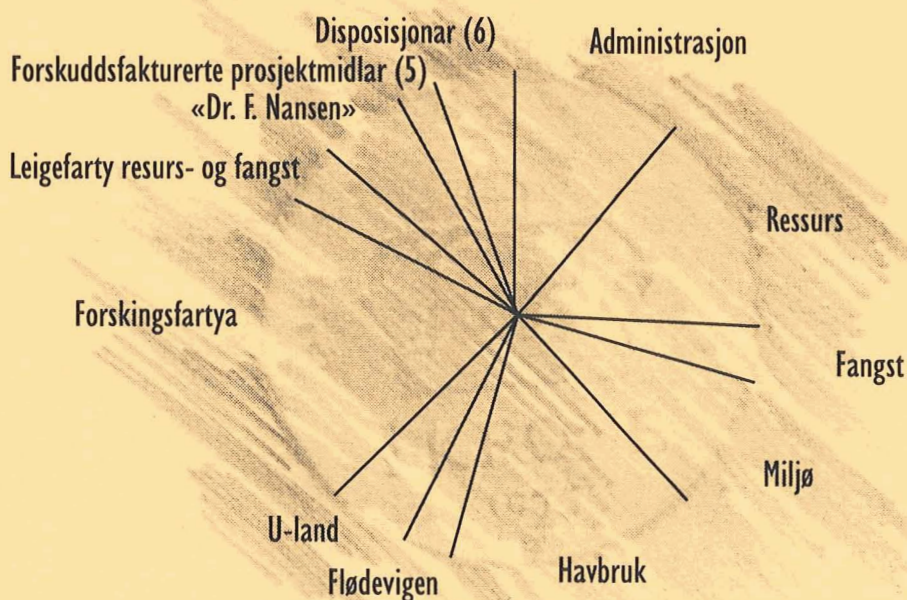 Disposisjonar (6)
Administrasjon
Forskuddsfakturerte prosjektmidlar (5)
«Dr. F. Nansen»
Leigefarty resurs- og fangst
Ressurs
Forskingsfartya
Fangst
Miljø
U-land
Havbruk
Flødevigen